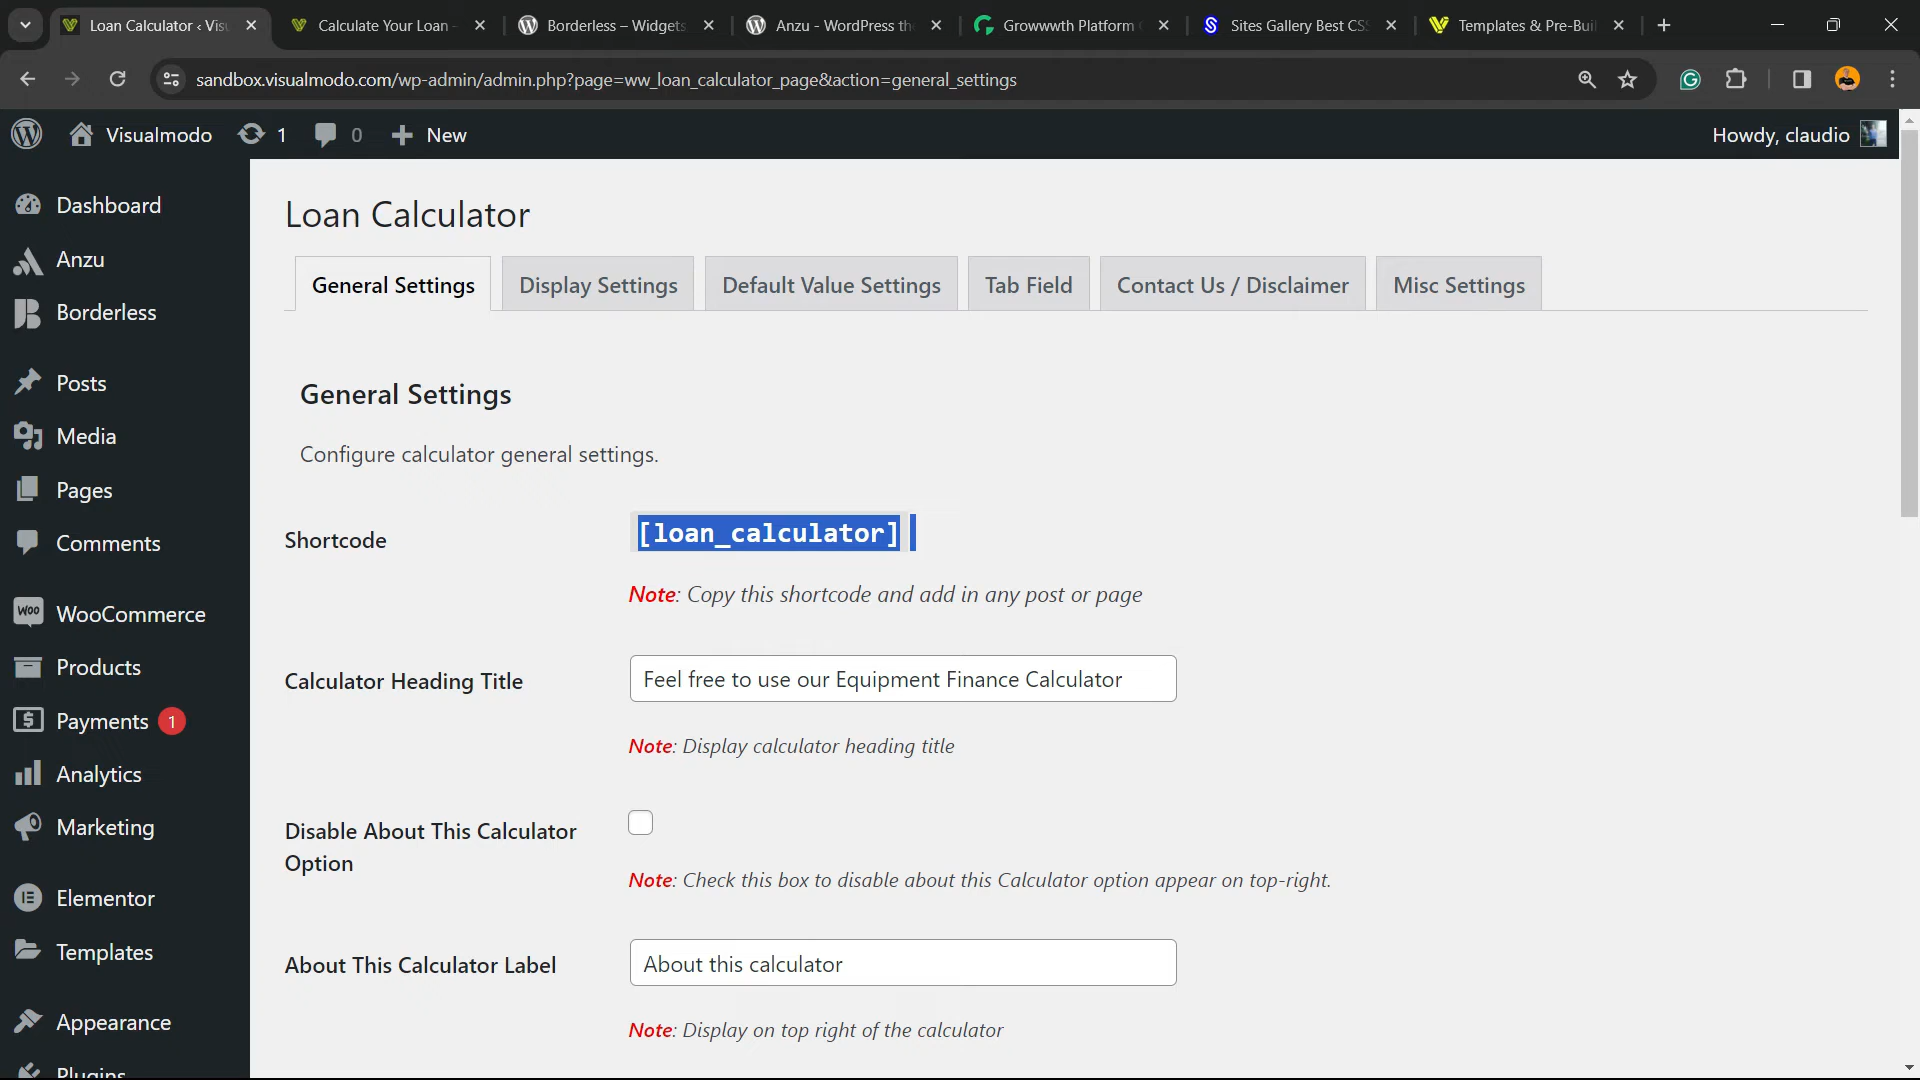 Loan Calculator ‹ Visu
Calculate Your Loan -
Borderless – Widgets
Anzu - WordPress th
Growwwth Platform
Sites Gallery Best CSS
Templates & Pre-Buil
sandbox.visualmodo.com/wp-admin/admin.php?page=ww_loan_calculator_page&action=general_settings
Visualmodo
1
0
New
Howdy, claudio
Dashboard
Anzu
Borderless
Posts
Media
Pages
Comments
WooCommerce
Products
Payments 1
Analytics
Marketing
Elementor
Templates
Appearance
Plugins
Loan Calculator
General Settings
Display Settings
Default Value Settings
Tab Field
Contact Us / Disclaimer
Misc Settings
General Settings
Configure calculator general settings.
Shortcode
[loan_calculator]
Note: Copy this shortcode and add in any post or page
Calculator Heading Title
Feel free to use our Equipment Finance Calculator
Note: Display calculator heading title
Disable About This Calculator
Option
Note: Check this box to disable about this Calculator option appear on top-right.
About This Calculator Label
About this calculator
Note: Display on top right of the calculator